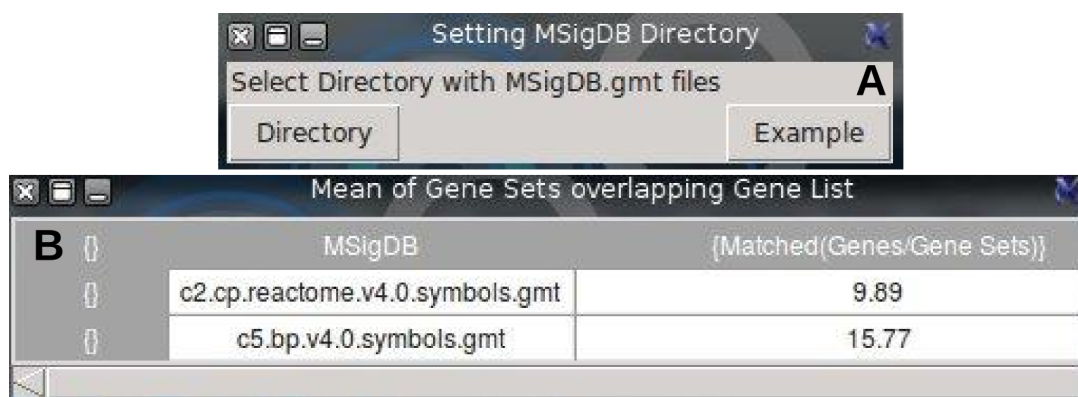 Setting MSigDB Directory
Select Directory with MSigDB.gmt files A
Directory Example
Mean of Gene Sets overlapping Gene List
B {} MSigDB {Matched(Genes/Gene Sets)}
{} c2.cp.reactome.v4.0.symbols.gmt 9.89
{} c5.bp.v4.0.symbols.gmt 15.77